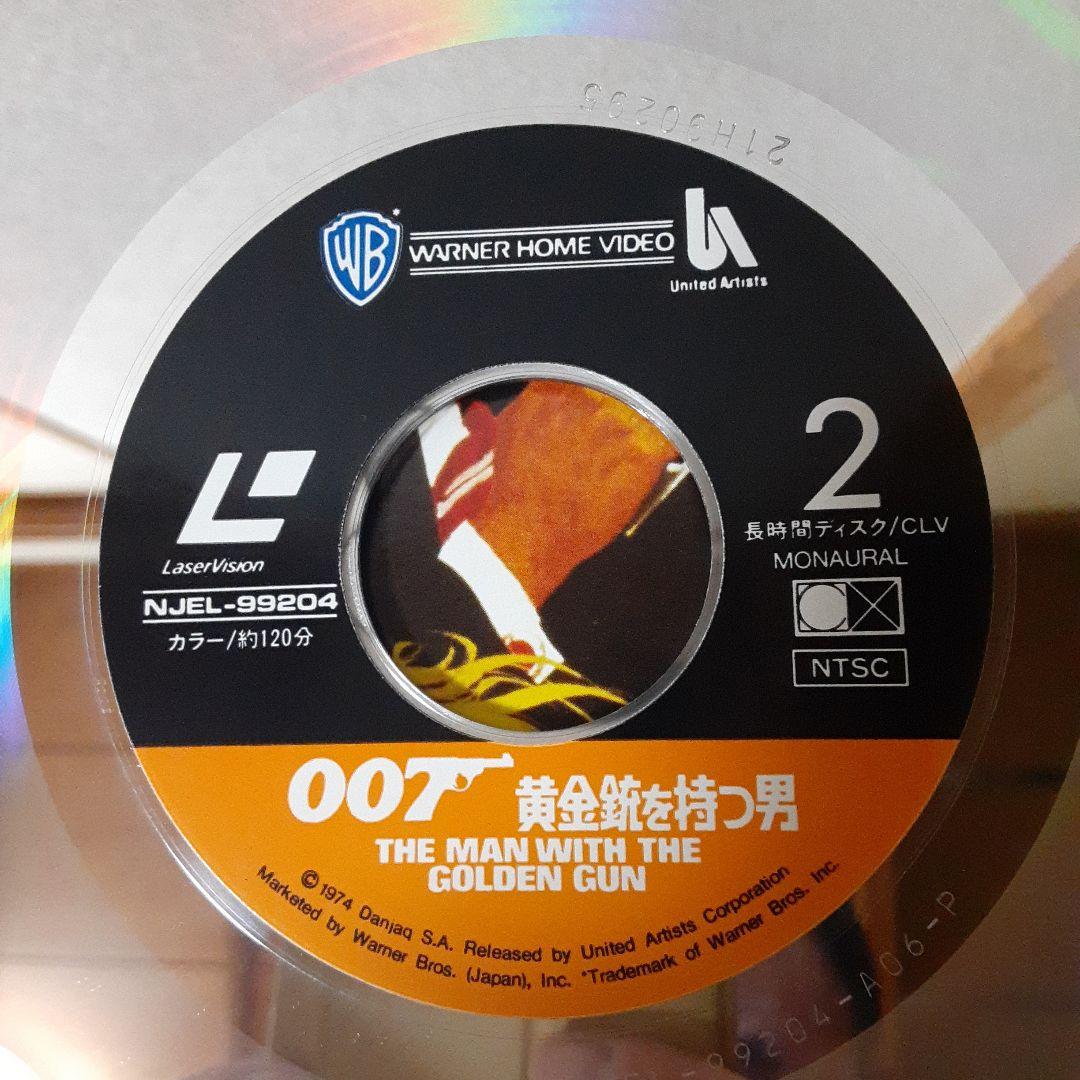 21H30295
WB
*
WARNER HOME VIDEO
United Artists
LaserVision
NJEL-99204
カラー/約120分
2
長時間ディスク/CLV
MONAURAL
NTSC
007 黄金銃を持つ男
THE MAN WITH THE
GOLDEN GUN
© 1974 Danjaq S.A. Released by United Artists Corporation
Marketed by Warner Bros. (Japan), Inc. *Trademark of Warner Bros. Inc.
-99204-A06-P